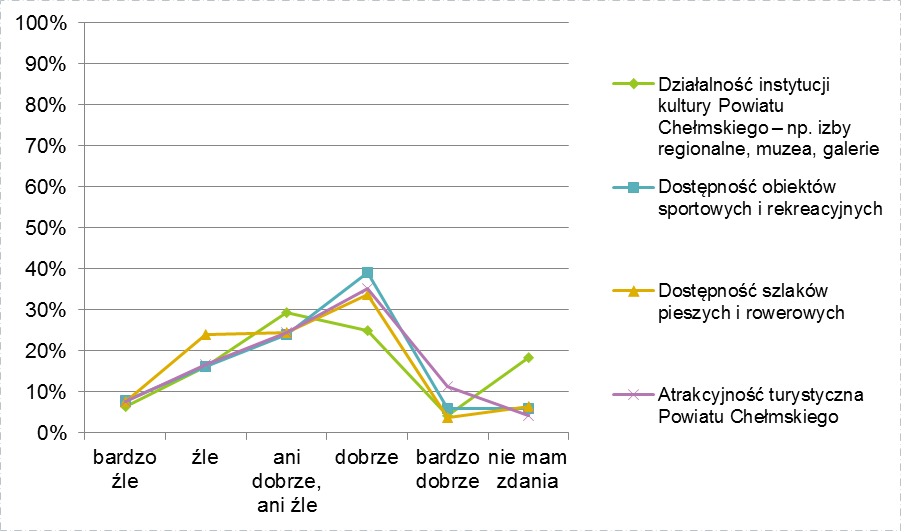 100%
90%
80%
70%
60%
50%
40%
30%
20%
10%
0%
bardzo
źle
źle
ani
dobrze,
ani źle
dobrze
bardzo
dobrze
nie mam
zdania
Działalność instytucji
kultury Powiatu
Chełmskiego – np. izby
regionalne, muzea, galerie
Dostępność obiektów
sportowych i rekreacyjnych
Dostępność szlaków
pieszych i rowerowych
Atrakcyjność turystyczna
Powiatu Chełmskiego